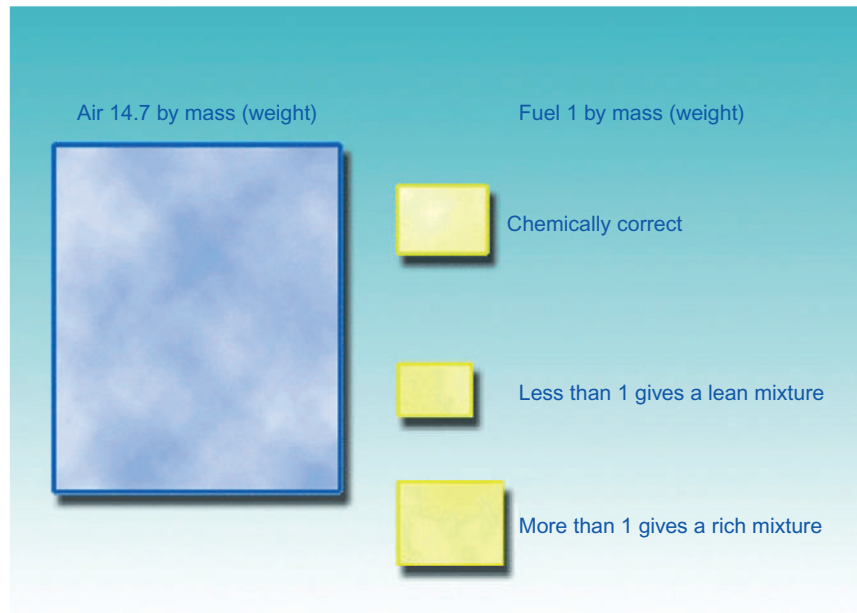 Air 14.7 by mass (weight)
Fuel 1 by mass (weight)
Chemically correct
Less than 1 gives a lean mixture
More than 1 gives a rich mixture